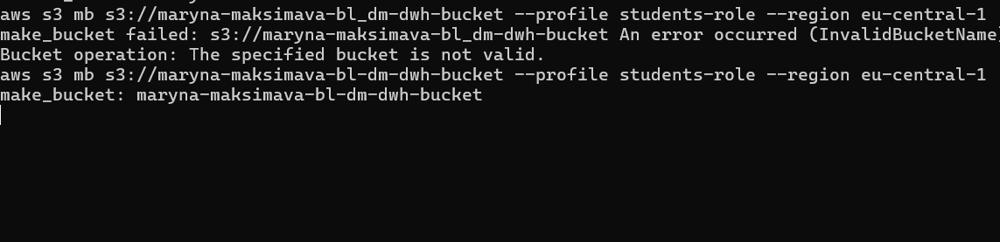 aws s3 mb s3://maryna-maksimava-bl_dm-dwh-bucket --profile students-role --region eu-central-1
make_bucket failed: s3://maryna-maksimava-bl_dm-dwh-bucket An error occurred (InvalidBucketName)
Bucket operation: The specified bucket is not valid.
aws s3 mb s3://maryna-maksimava-bl-dm-dwh-bucket --profile students-role --region eu-central-1
make_bucket: maryna-maksimava-bl-dm-dwh-bucket